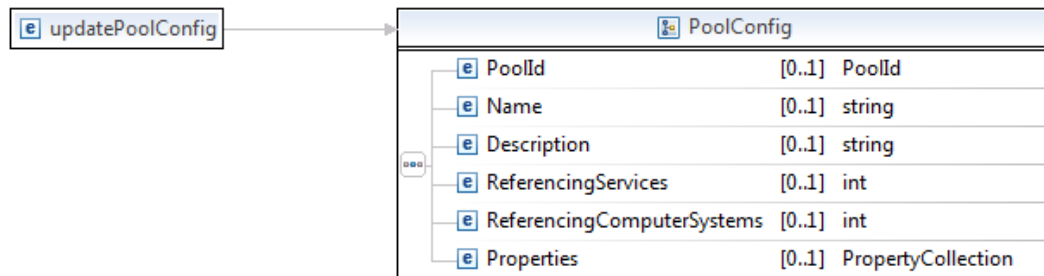 e updatePoolConfig
PoolConfig
e PoolId [0..1] PoolId
e Name [0..1] string
e Description [0..1] string
e ReferencingServices [0..1] int
e ReferencingComputerSystems [0..1] int
e Properties [0..1] PropertyCollection